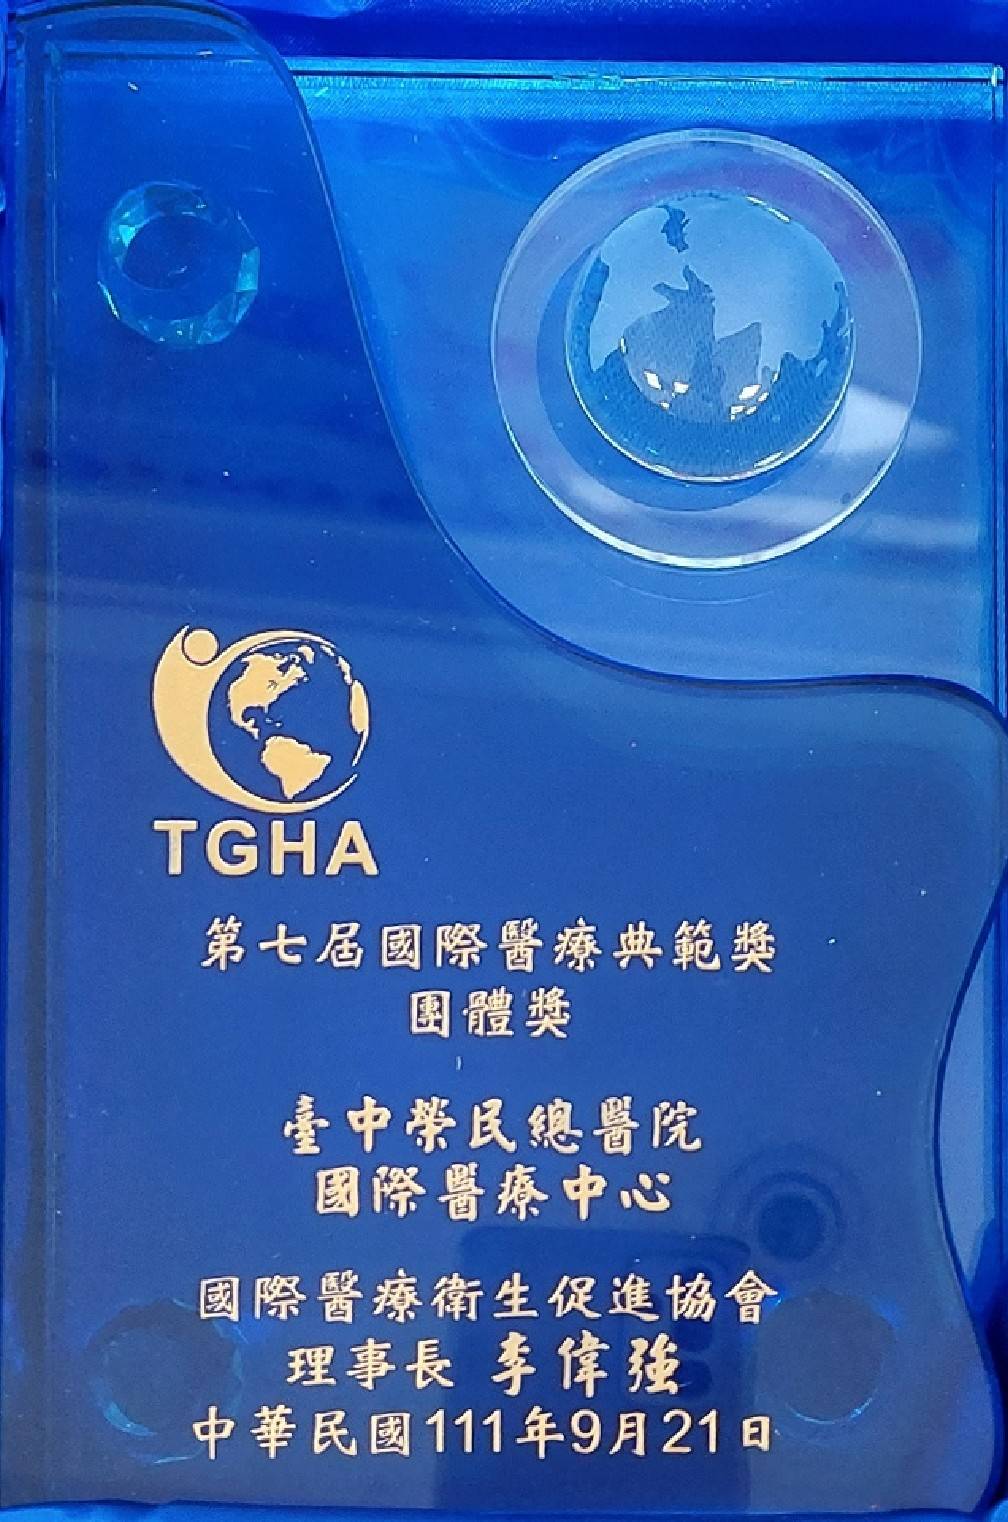 TGHA
第七屆國際醫療典範獎
團體獎
臺中榮民總醫院
國際醫療中心
國際醫療衛生促進協會
理事長 李偉強
中華民國111年9月21日